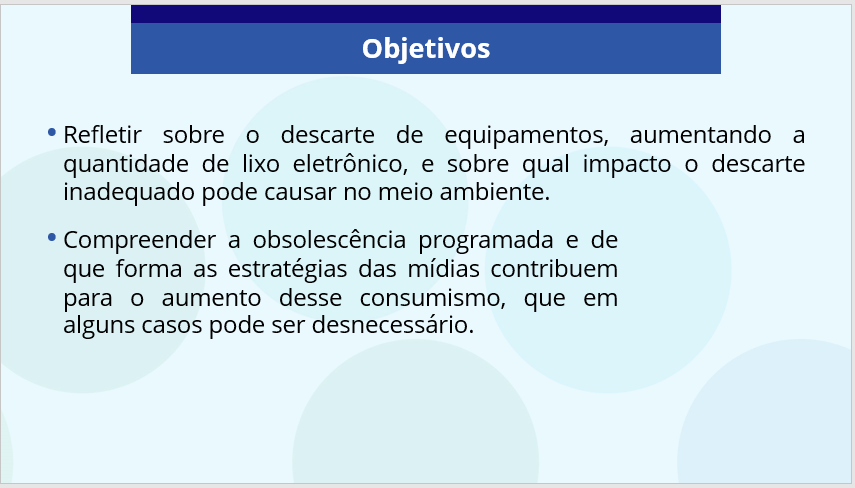 Objetivos
• Refletir sobre o descarte de equipamentos, aumentando a
quantidade de lixo eletrônico, e sobre qual impacto o descarte
inadequado pode causar no meio ambiente.
• Compreender a obsolescência programada e de
que forma as estratégias das mídias contribuem
para o aumento desse consumismo, que em
alguns casos pode ser desnecessário.